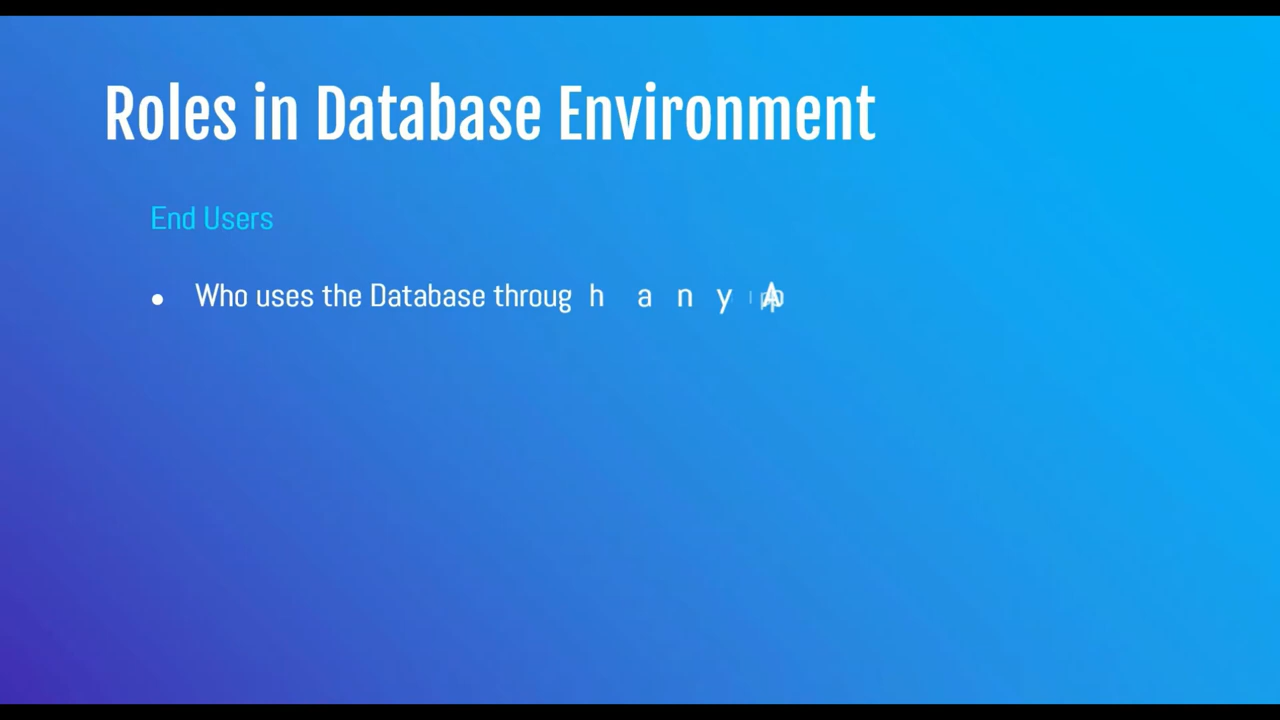 Roles in Database Environment
End Users
● Who uses the Database through any